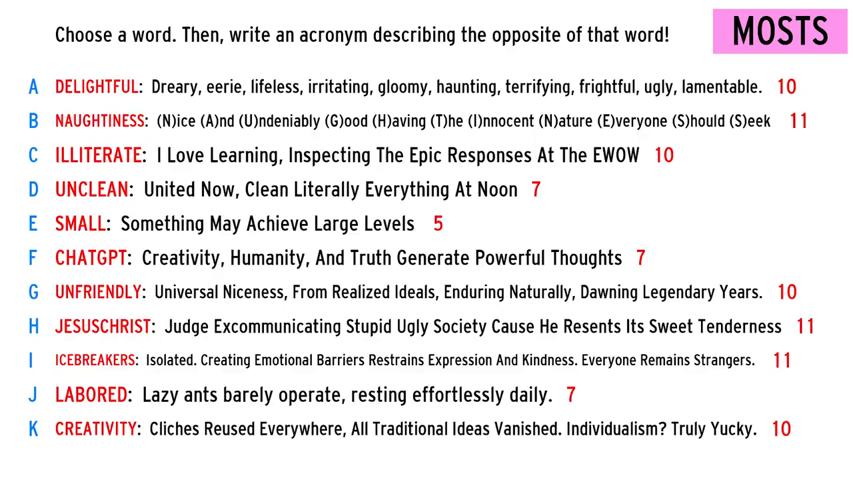 Choose a word. Then, write an acronym describing the opposite of that word!
MOSTS
A DELIGHTFUL: Dreary, eerie, lifeless, irritating, gloomy, haunting, terrifying, frightful, ugly, lamentable. 10
B NAUGHTINESS: (N)ice (A)nd (U)ndeniably (G)ood (H)aving (T)he (I)nnocent (N)ature (E)veryone (S)hould (S)eek 11
C ILLITERATE: I Love Learning, Inspecting The Epic Responses At The EWOW 10
D UNCLEAN: United Now, Clean Literally Everything At Noon 7
E SMALL: Something May Achieve Large Levels 5
F CHATGPT: Creativity, Humanity, And Truth Generate Powerful Thoughts 7
G UNFRIENDLY: Universal Niceness, From Realized Ideals, Enduring Naturally, Dawning Legendary Years. 10
H JESUSCHRIST: Judge Excommunicating Stupid Ugly Society Cause He Resents Its Sweet Tenderness 11
I ICEBREAKERS: Isolated. Creating Emotional Barriers Restrains Expression And Kindness. Everyone Remains Strangers. 11
J LABORED: Lazy ants barely operate, resting effortlessly daily. 7
K CREATIVITY: Cliches Reused Everywhere, All Traditional Ideas Vanished. Individualism? Truly Yucky. 10